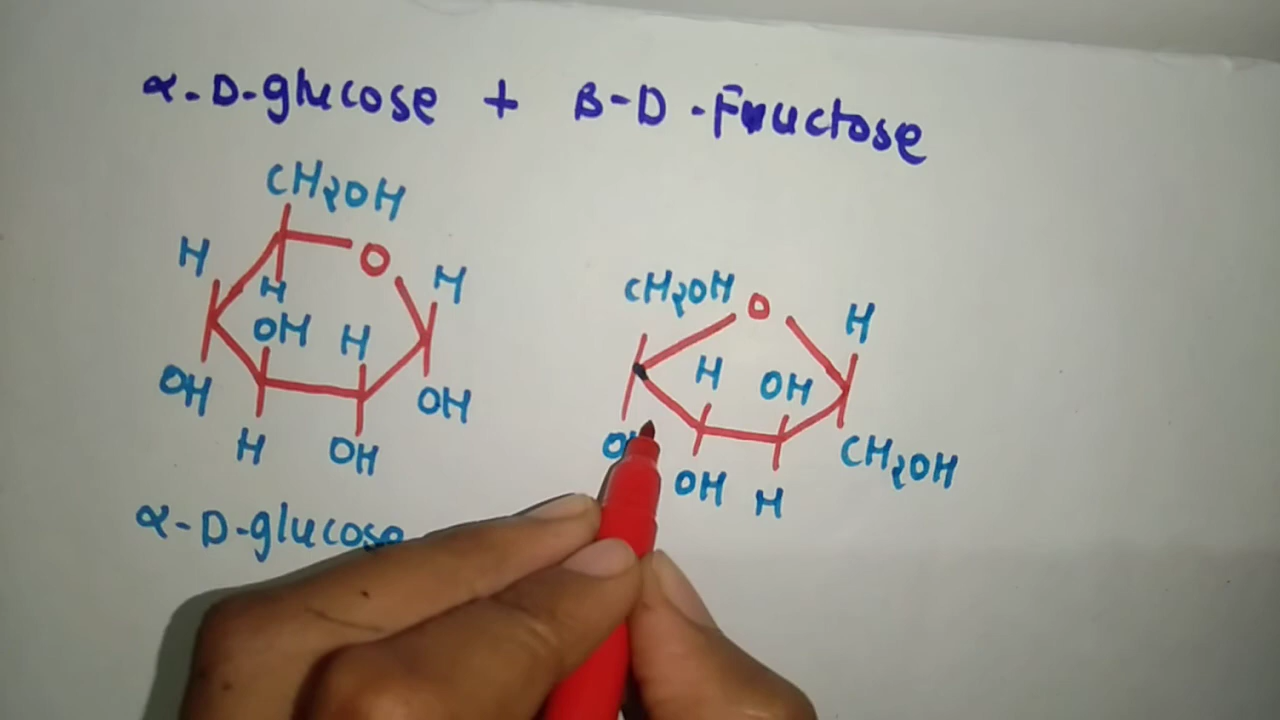 α-D-glucose + B-D-Fructose
CH2OH
H O H
H
OH H
OH OH
H OH
α-D-glucose
CH2OH O H
H OH
CH2OH
OH H